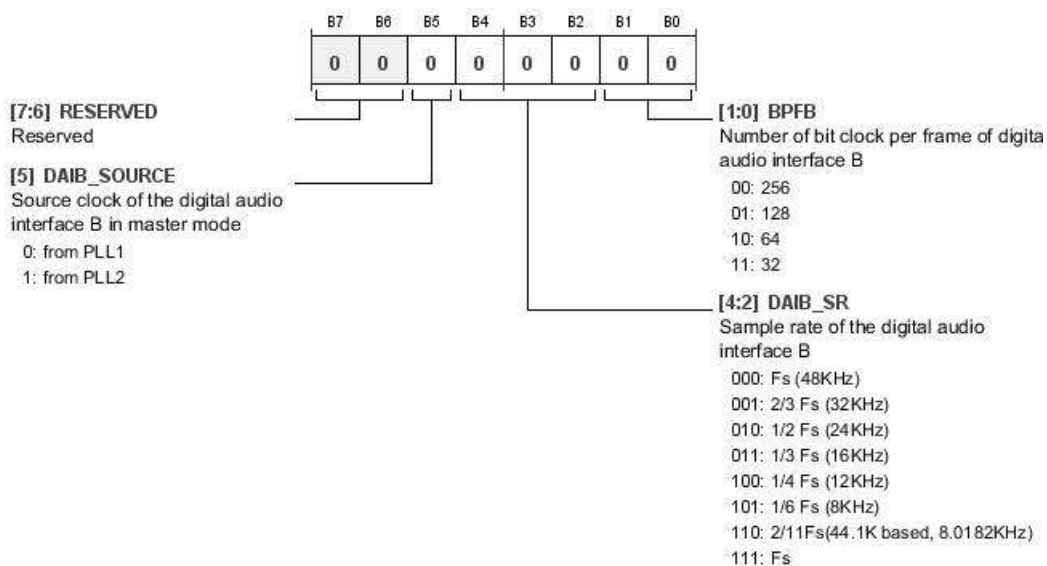 B7 B6 B5 B4 B3 B2 B1 B0
0 0 0 0 0 0 0 0
[7:6] RESERVED
Reserved
[5] DAIB_SOURCE
Source clock of the digital audio
interface B in master mode
0: from PLL1
1: from PLL2
[1:0] BPFB
Number of bit clock per frame of digita
audio interface B
00: 256
01: 128
10: 64
11: 32
[4:2] DAIB_SR
Sample rate of the digital audio
interface B
000: Fs (48KHz)
001: 2/3 Fs (32KHz)
010: 1/2 Fs (24KHz)
011: 1/3 Fs (16KHz)
100: 1/4 Fs (12KHz)
101: 1/6 Fs (8KHz)
110: 2/11Fs(44.1K based, 8.0182KHz)
111: Fs